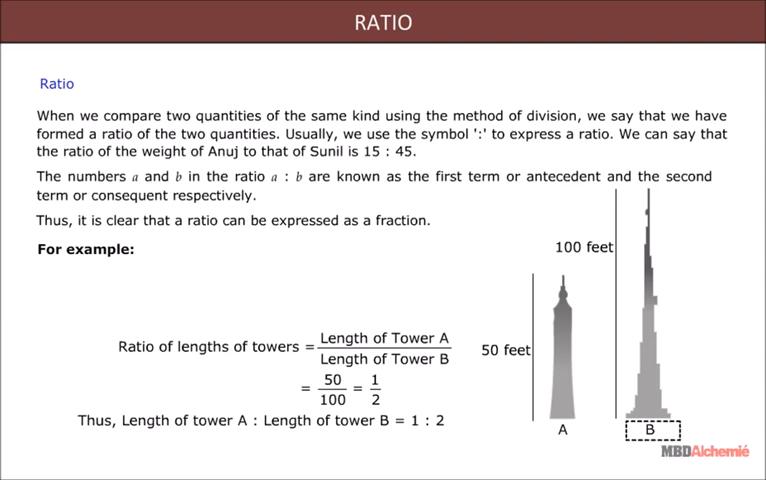 RATIO
Ratio
When we compare two quantities of the same kind using the method of division, we say that we have
formed a ratio of the two quantities. Usually, we use the symbol ':' to express a ratio. We can say that
the ratio of the weight of Anuj to that of Sunil is 15 : 45.
The numbers a and b in the ratio a : b are known as the first term or antecedent and the second
term or consequent respectively.
Thus, it is clear that a ratio can be expressed as a fraction.
For example:
100 feet
Ratio of lengths of towers = Length of Tower A / Length of Tower B
50 feet
= 50/100 = 1/2
Thus, Length of tower A : Length of tower B = 1 : 2
A
B
MBDAlchemié